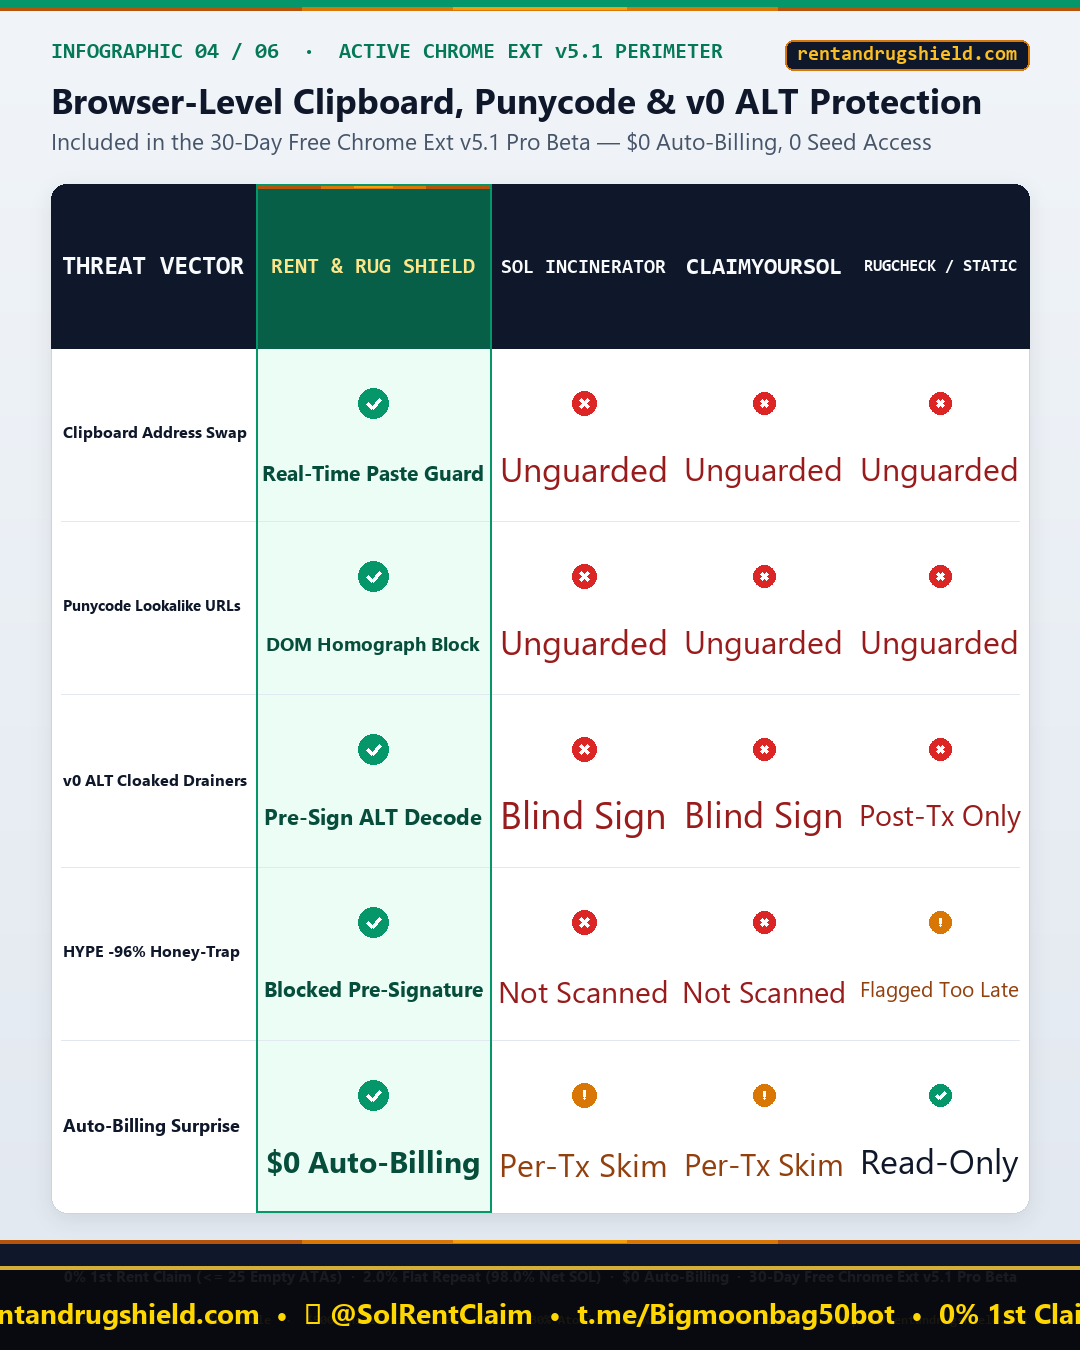 INFOGRAPHIC 04 / 06 · ACTIVE CHROME EXT v5.1 PERIMETER
rentandrugshield.com
Browser-Level Clipboard, Punycode & v0 ALT Protection
Included in the 30-Day Free Chrome Ext v5.1 Pro Beta — $0 Auto-Billing, 0 Seed Access
THREAT VECTOR RENT & RUG SHIELD SOL INCINERATOR CLAIMYOURSOL RUGCHECK / STATIC
Clipboard Address Swap
Real-Time Paste Guard Unguarded Unguarded Unguarded
Punycode Lookalike URLs
DOM Homograph Block Unguarded Unguarded Unguarded
v0 ALT Cloaked Drainers
Pre-Sign ALT Decode Blind Sign Blind Sign Post-Tx Only
HYPE -96% Honey-Trap
Blocked Pre-Signature Not Scanned Not Scanned Flagged Too Late
Auto-Billing Surprise
$0 Auto-Billing Per-Tx Skim Per-Tx Skim Read-Only
0% 1st Rent Claim (<= 25 Empty ATAs) · 2.0% Flat Repeat (98.0% Net SOL) · $0 Auto-Billing · 30-Day Free Chrome Ext v5.1 Pro Beta
ntandrugshield.com • @SolRentClaim • t.me/Bigmoonbag50bot • 0% 1st Clai